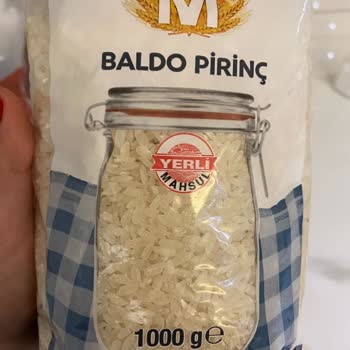 M
BALDO PİRİNÇ
YERLİ
MAHSUL
1000 g℮